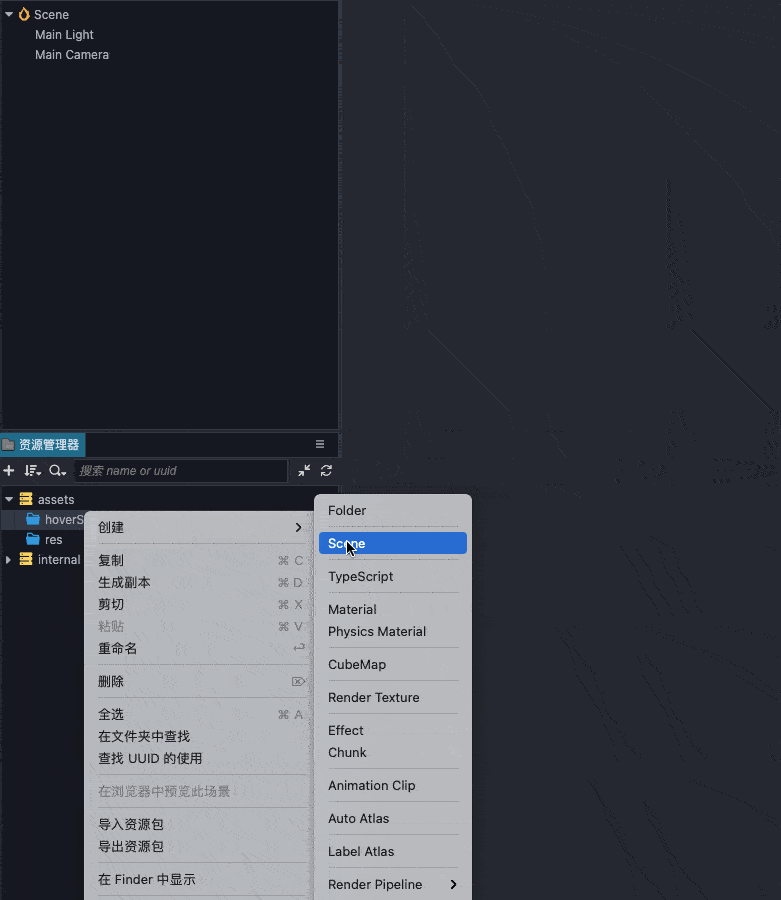 Scene
Main Light
Main Camera
资源管理器
搜索 name or uuid
assets
hoverS
res
internal
创建
复制 ⌘ C
生成副本 ⌘ D
剪切 ⌘ X
粘贴 ⌘ V
重命名
删除
全选 ⌘ A
在文件夹中查找
查找 UUID 的使用
在浏览器中预览此场景
导入资源包
导出资源包
在 Finder 中显示
Folder
Scene
TypeScript
Material
Physics Material
CubeMap
Render Texture
Effect
Chunk
Animation Clip
Auto Atlas
Label Atlas
Render Pipeline